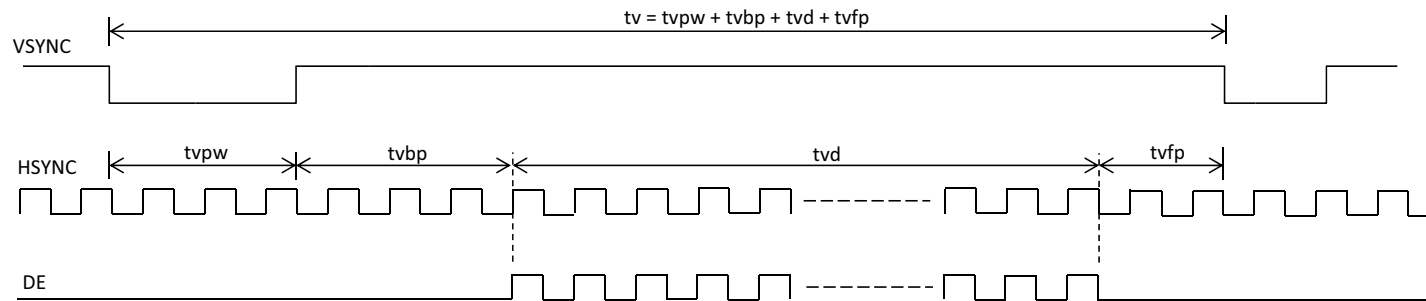 tv = tvpw + tvbp + tvd + tvfp
VSYNC
tvpw tvbp tvd tvfp
HSYNC
DE